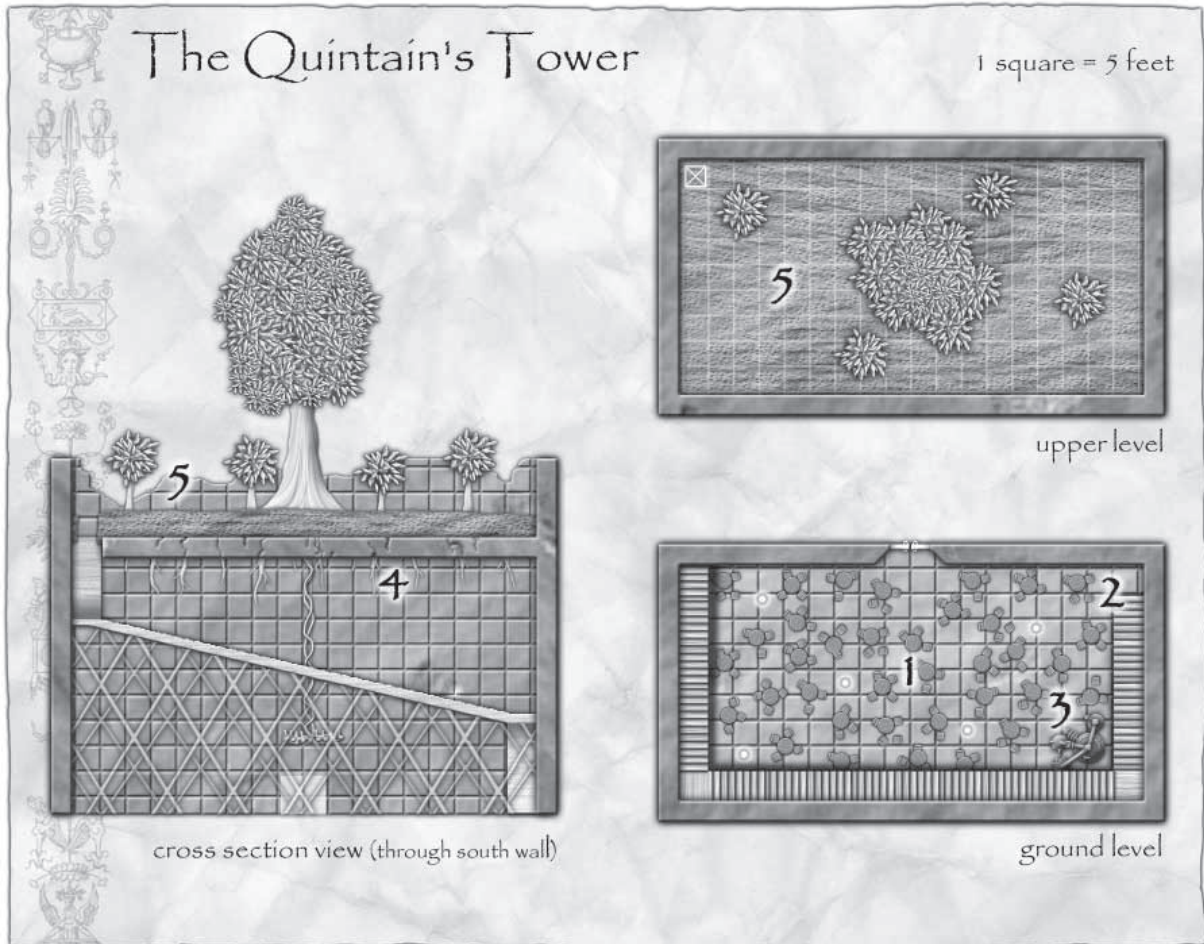 The Quintain's Tower
1 square = 5 feet
5
upper level
5
4
cross section view (through south wall)
1
2
3
ground level